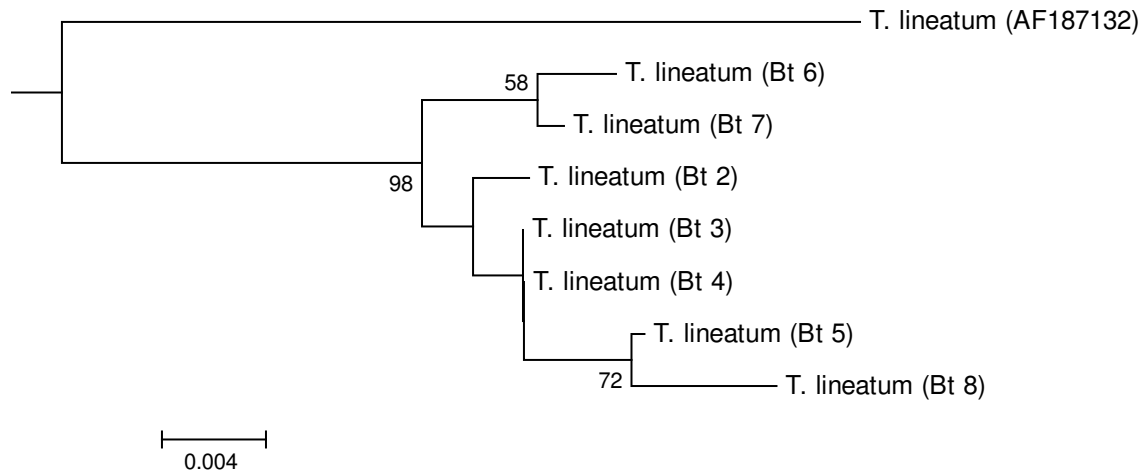 T. lineatum (AF187132)
T. lineatum (Bt 6)
58
T. lineatum (Bt 7)
T. lineatum (Bt 2)
98
T. lineatum (Bt 3)
T. lineatum (Bt 4)
T. lineatum (Bt 5)
72
T. lineatum (Bt 8)
0.004